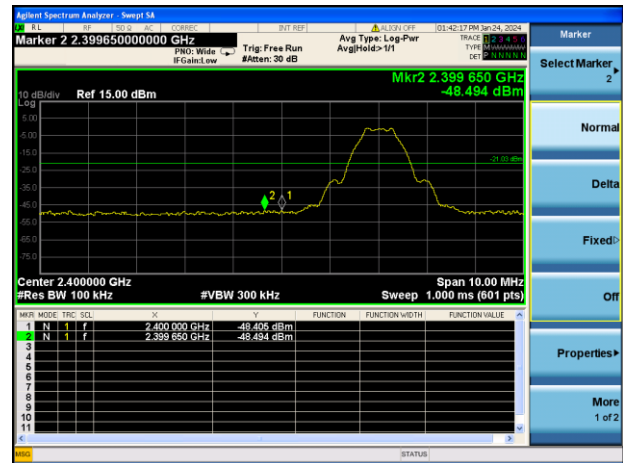 Agilent Spectrum Analyzer - Swept SA
RL RF 50 Ω AC CORREC INT REF ALIGN OFF 01:42:17 PM Jan 24, 2024
Marker 2 2.399650000000 GHz
PNO: Wide Trig: Free Run
IFGain:Low #Atten: 30 dB
Avg Type: Log-Pwr
Avg|Hold:>1/1
TRACE 1 2 3 4 5 6
TYPE MWWWWW
DET P N N N N N
Mkr2 2.399 650 GHz
-48.494 dBm
10 dB/div Ref 15.00 dBm
Log
5.00
-5.00
-15.0
-21.03 dBm
-25.0
-35.0
-45.0
-55.0
-65.0
-75.0
2 1
Center 2.400000 GHz Span 10.00 MHz
#Res BW 100 kHz #VBW 300 kHz Sweep 1.000 ms (601 pts)
MKR MODE TRC SCL X Y FUNCTION FUNCTION WIDTH FUNCTION VALUE
1 N 1 f 2.400 000 GHz -48.405 dBm
2 N 1 f 2.399 650 GHz -48.494 dBm
3
4
5
6
7
8
9
10
11
MSG STATUS
Marker
Select Marker
2
Normal
Delta
Fixed
Off
Properties
More
1 of 2